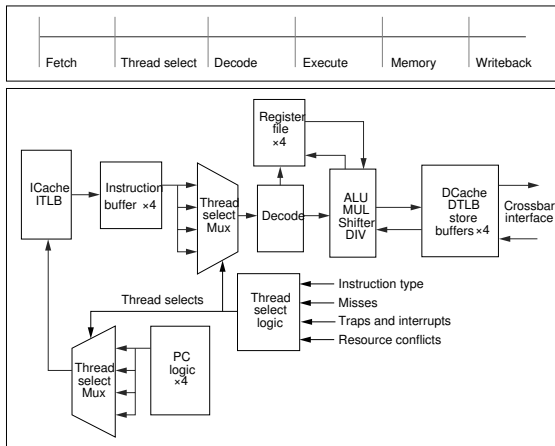 Fetch
Thread select
Decode
Execute
Memory
Writeback
Register
file
×4
ICache
ITLB
Instruction
buffer ×4
Thread
select
Mux
Decode
ALU
MUL
Shifter
DIV
DCache
DTLB
store
buffers×4
Crossbar
interface
Thread selects
Thread
select
logic
Instruction type
Misses
Traps and interrupts
Resource conflicts
Thread
select
Mux
PC
logic
×4